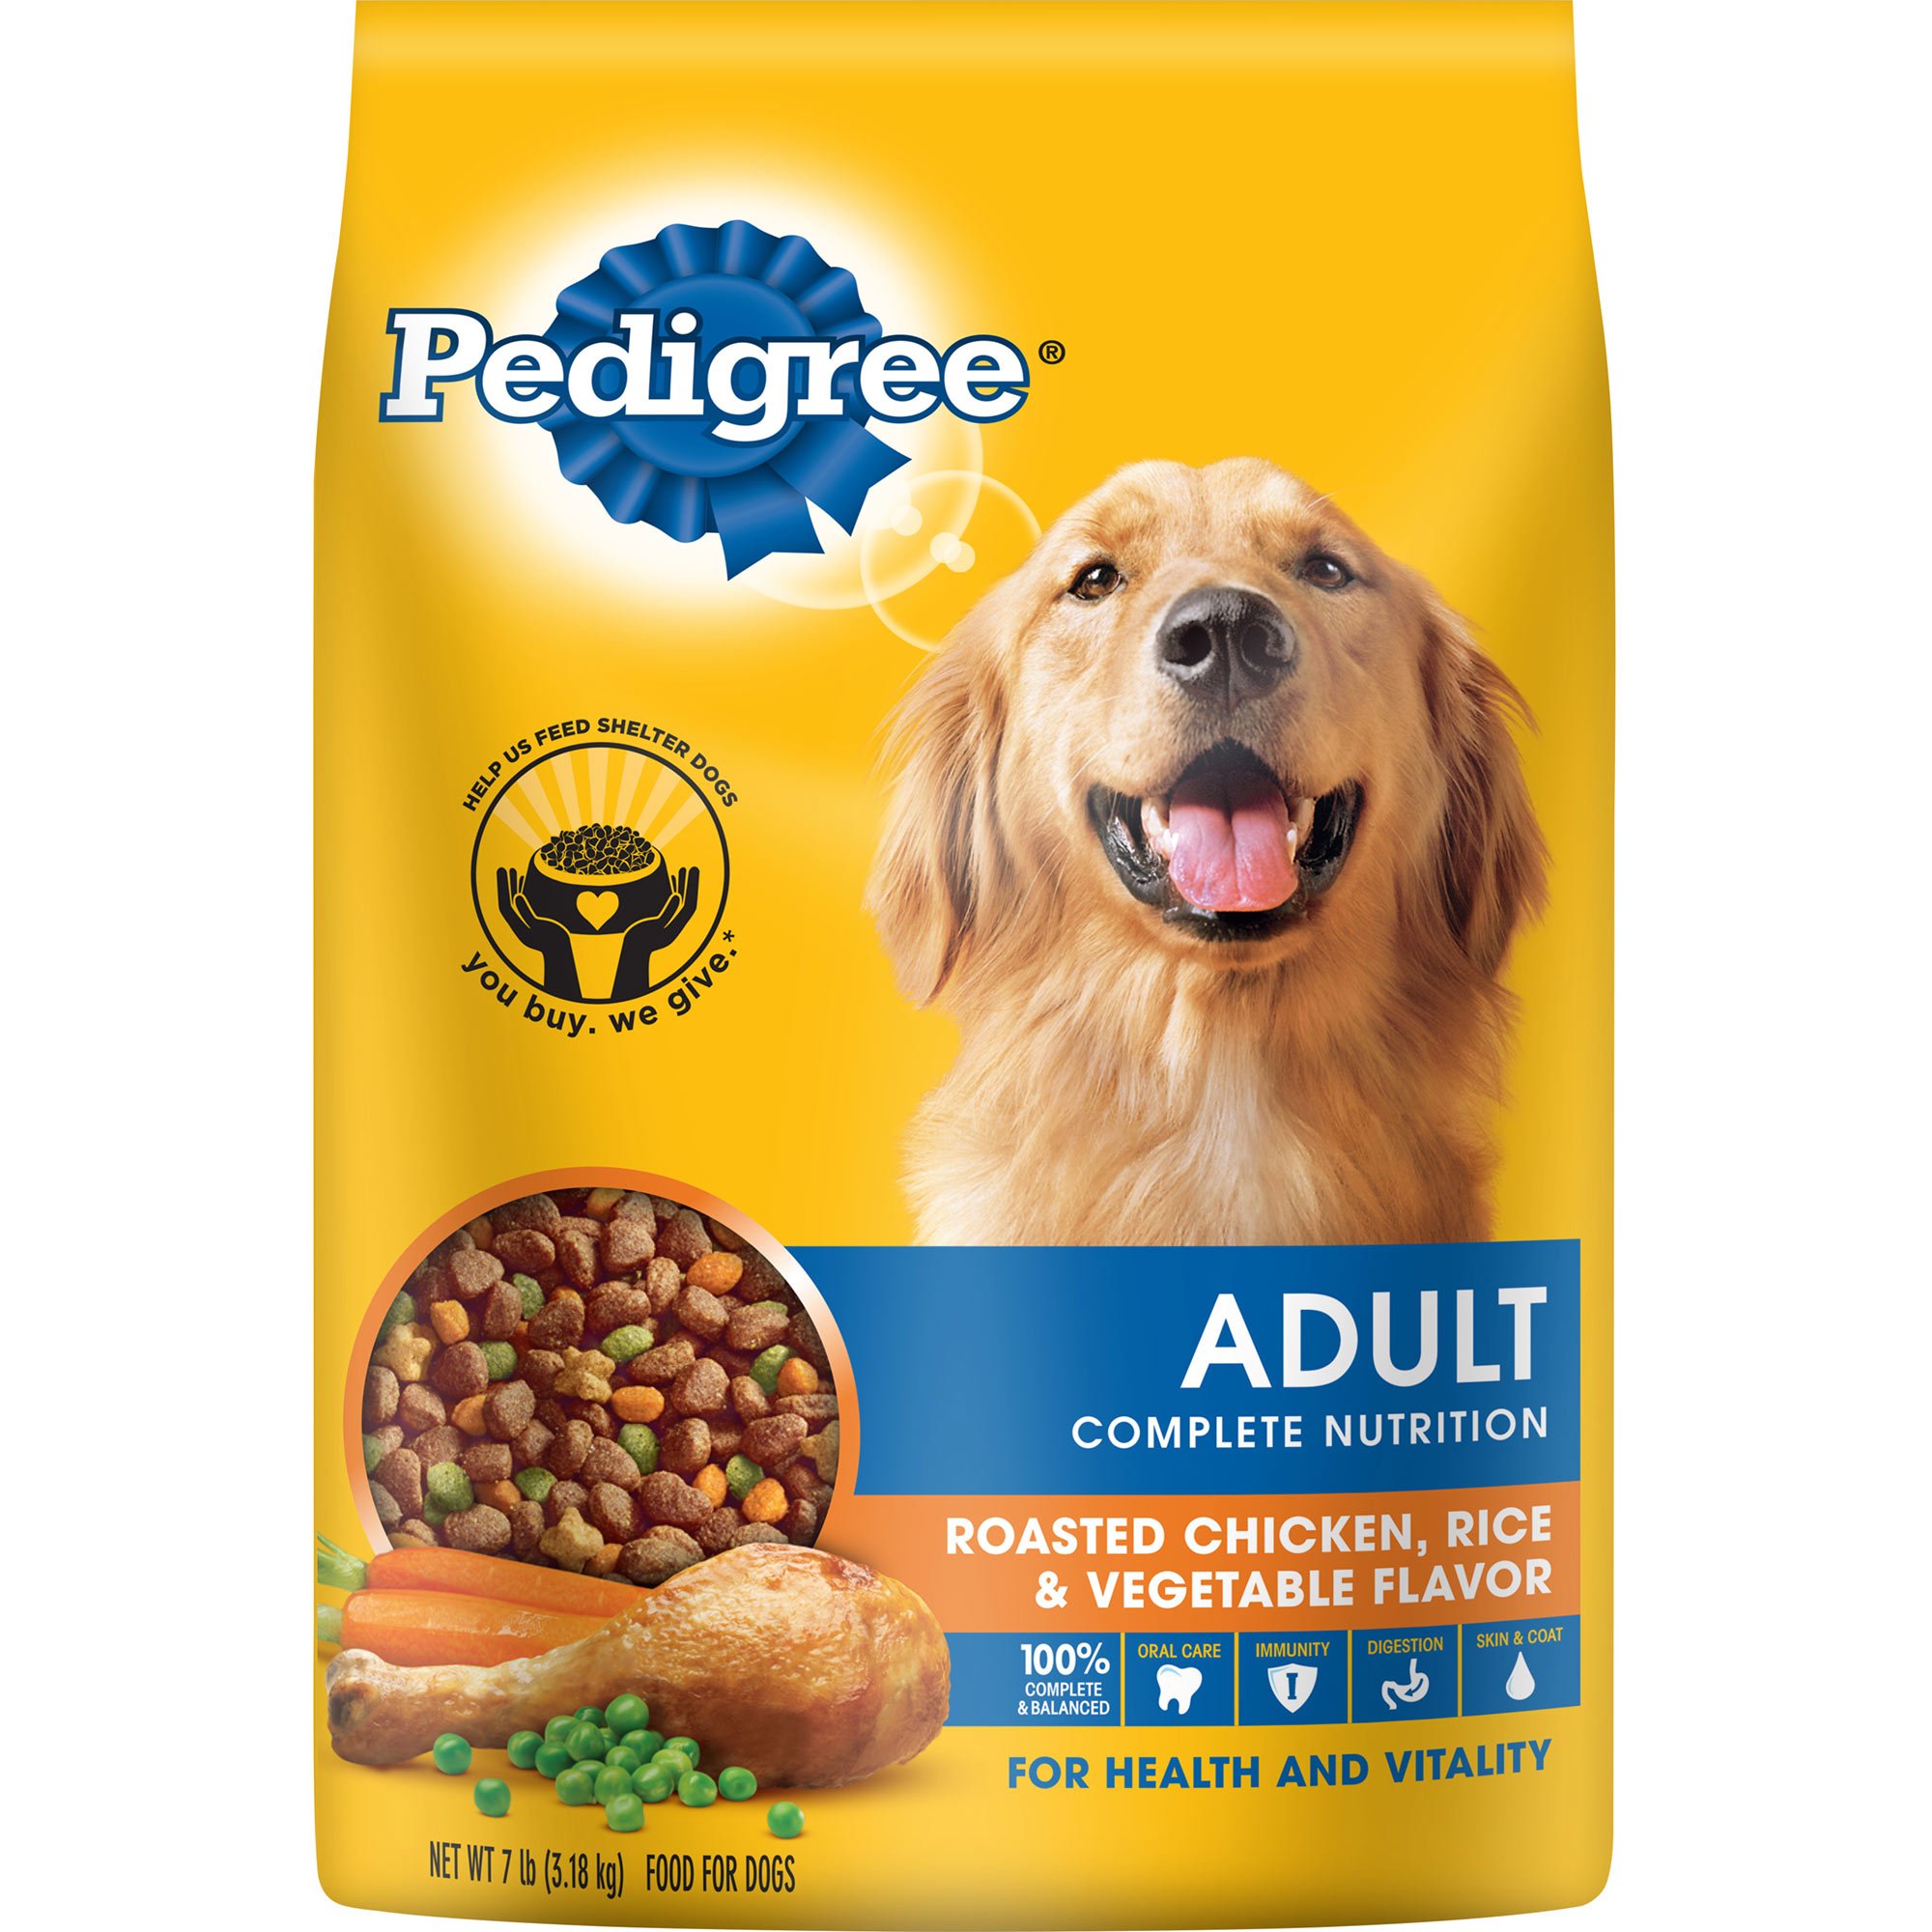 Pedigree®
HELP US FEED SHELTER DOGS
you buy. we give.*
ADULT
COMPLETE NUTRITION
ROASTED CHICKEN, RICE
& VEGETABLE FLAVOR
100%
COMPLETE
& BALANCED
ORAL CARE
IMMUNITY
I
DIGESTION
SKIN & COAT
FOR HEALTH AND VITALITY
NET WT 7 lb (3.18 kg) FOOD FOR DOGS